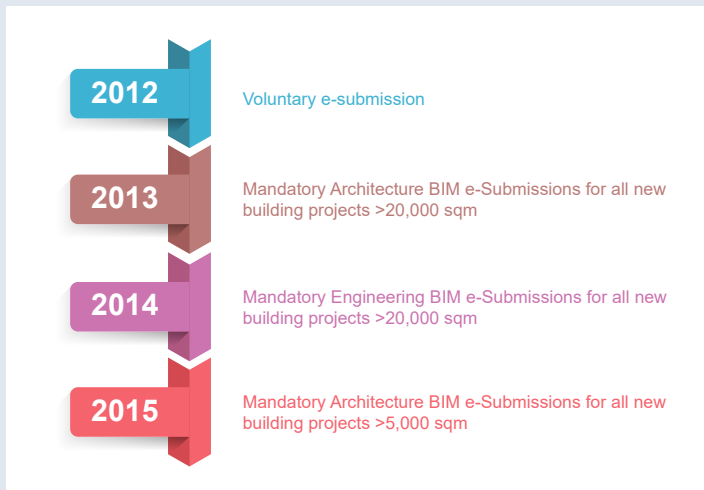 2012
Voluntary e-submission
2013
Mandatory Architecture BIM e-Submissions for all new
building projects >20,000 sqm
2014
Mandatory Engineering BIM e-Submissions for all new
building projects >20,000 sqm
2015
Mandatory Architecture BIM e-Submissions for all new
building projects >5,000 sqm